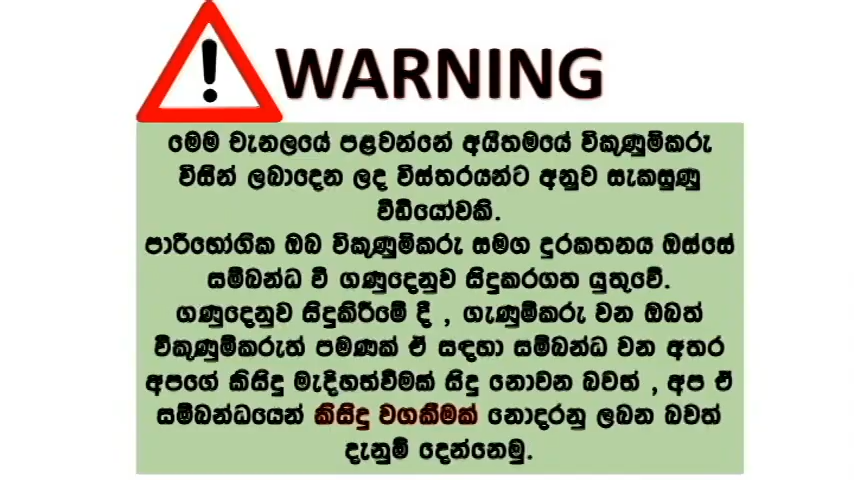 WARNING
මෙම චැනලයේ පළවන්නේ අයිතමයේ විකුණුම්කරු
විසින් ලබාදෙන ලද විස්තරයන්ට අනුව සැකසුණු
වීඩියෝවකි.
පාරිභෝගික ඔබ විකුණුම්කරු සමග දුරකතනය ඔස්සේ
සම්බන්ධ වී ගණුදෙනුව සිදුකරගත යුතුවේ.
ගණුදෙනුව සිදුකිරීමේ දී , ගැණුම්කරු වන ඔබත්
විකුණුම්කරුත් පමණක් ඒ සඳහා සම්බන්ධ වන අතර
අපගේ කිසිදු මැදිහත්වීමක් සිදු නොවන බවත් , අප ඒ
සම්බන්ධයෙන් කිසිදු වගකීමක් නොදරනු ලබන බවත්
දැනුම් දෙන්නෙමු.